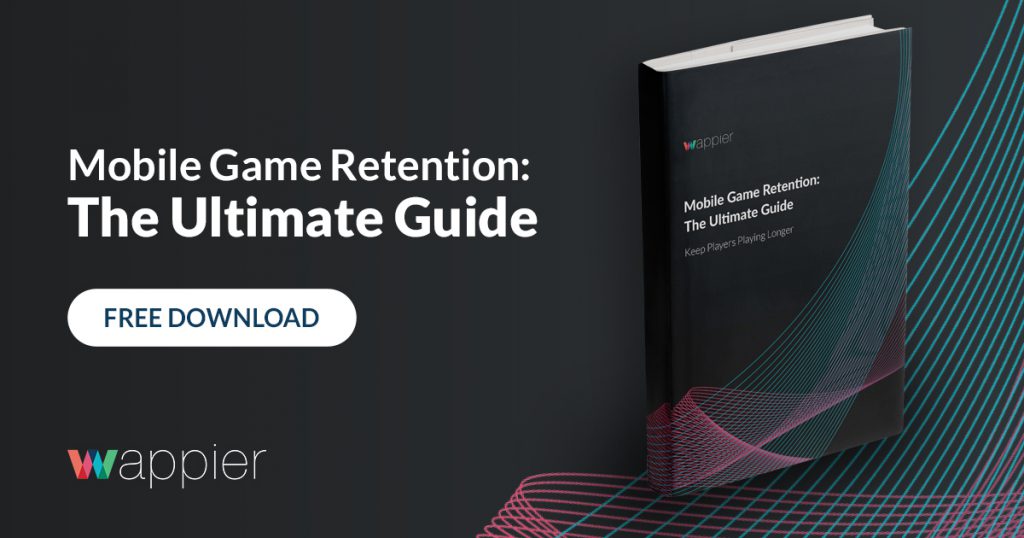 Mobile Game Retention:
The Ultimate Guide
FREE DOWNLOAD
wappier
wappier
Mobile Game Retention:
The Ultimate Guide
Keep Players Playing Longer